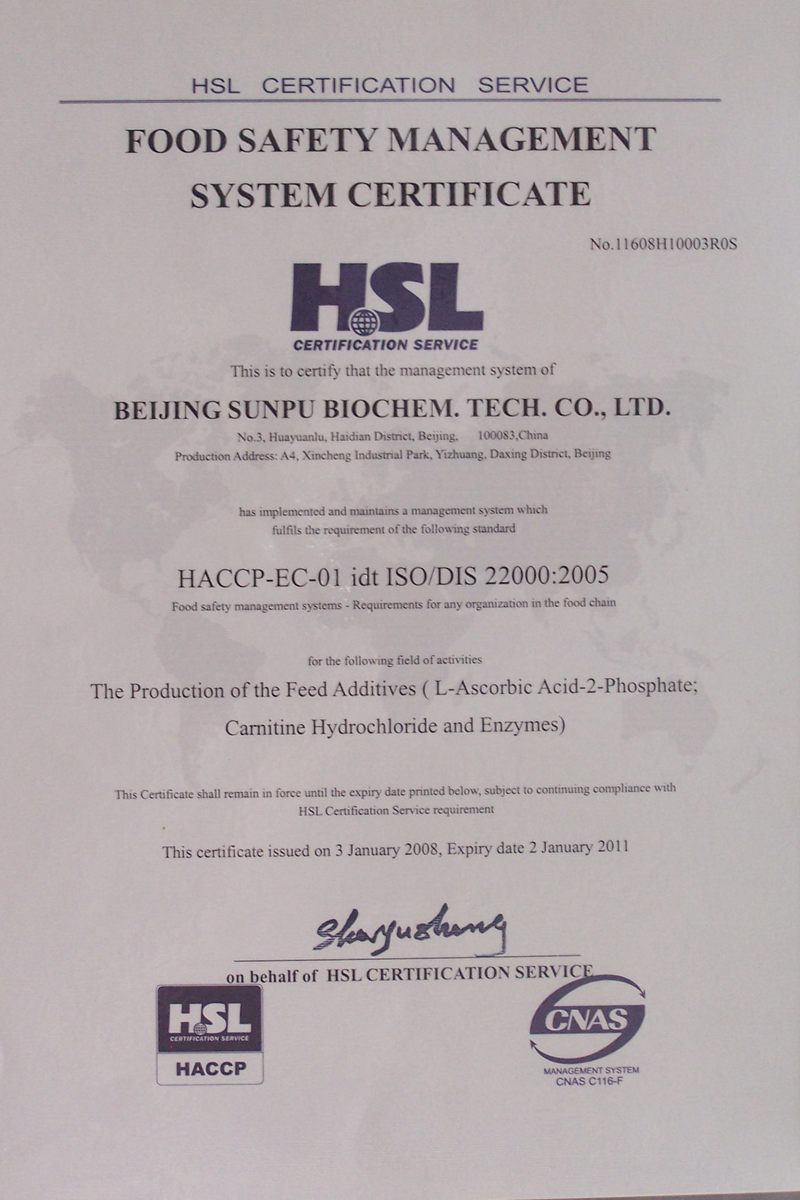 HSL CERTIFICATION SERVICE
FOOD SAFETY MANAGEMENT
SYSTEM CERTIFICATE
No.11608H10003R0S
HSL
CERTIFICATION SERVICE
This is to certify that the management system of
BEIJING SUNPU BIOCHEM. TECH. CO., LTD.
No.3, Huayuanlu, Haidian District, Beijing, 100083,China
Production Address: A4, Xincheng Industrial Park, Yizhuang, Daxing District, Beijing
has implemented and maintains a management system which
fulfils the requirement of the following standard
HACCP-EC-01 idt ISO/DIS 22000:2005
Food safety management systems - Requirements for any organization in the food chain
for the following field of activities
The Production of the Feed Additives ( L-Ascorbic Acid-2-Phosphate;
Carnitine Hydrochloride and Enzymes)
This Certificate shall remain in force until the expiry date printed below, subject to continuing compliance with
HSL Certification Service requirement
This certificate issued on 3 January 2008, Expiry date 2 January 2011
on behalf of HSL CERTIFICATION SERVICE
HSL
CERTIFICATION SERVICE
HACCP
CNAS
MANAGEMENT SYSTEM
CNAS C116-F